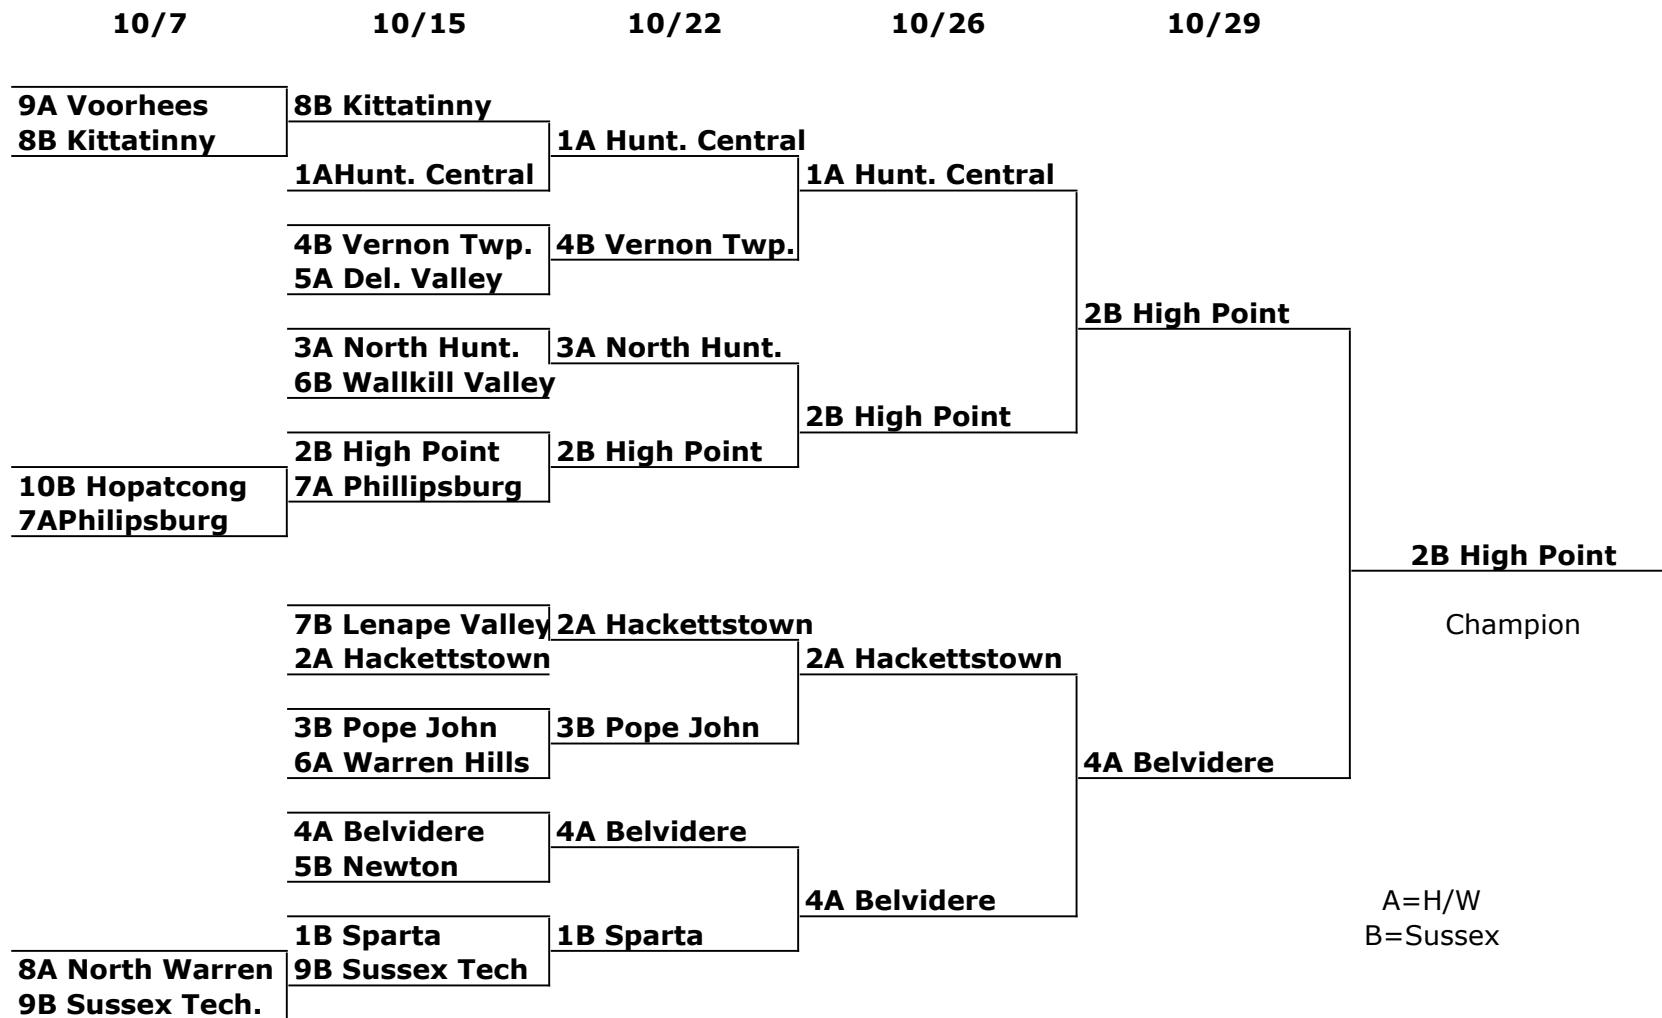 10/7 10/15 10/22 10/26 10/29
9A Voorhees 8B Kittatinny
8B Kittatinny 1A Hunt. Central
1AHunt. Central 1A Hunt. Central
4B Vernon Twp. 4B Vernon Twp.
5A Del. Valley
2B High Point
3A North Hunt. 3A North Hunt.
6B Wallkill Valley
2B High Point
2B High Point 2B High Point
10B Hopatcong 7A Phillipsburg
7APhilipsburg
2B High Point
7B Lenape Valley 2A Hackettstown Champion
2A Hackettstown 2A Hackettstown
3B Pope John 3B Pope John
6A Warren Hills 4A Belvidere
4A Belvidere 4A Belvidere
5B Newton
4A Belvidere A=H/W
1B Sparta 1B Sparta B=Sussex
8A North Warren 9B Sussex Tech
9B Sussex Tech.